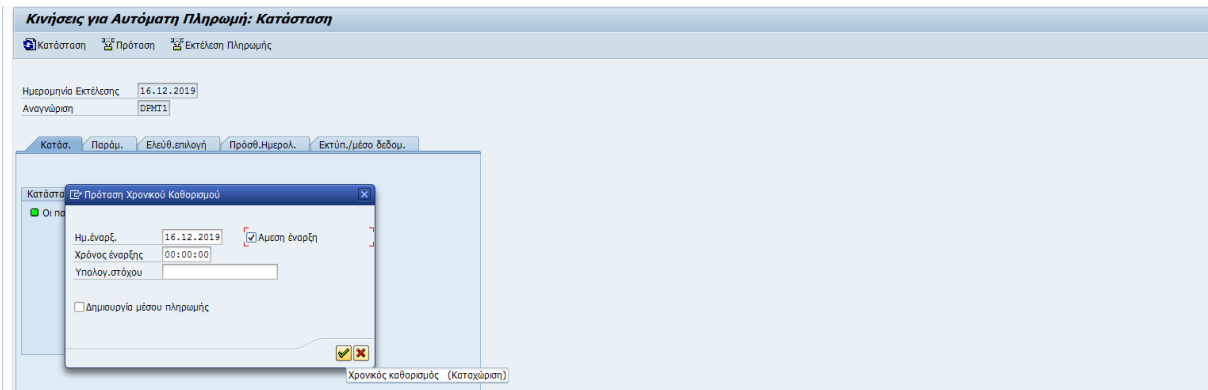 Κινήσεις για Αυτόματη Πληρωμή: Κατάσταση
Κατάσταση Πρόταση Εκτέλεση Πληρωμής
Ημερομηνία Εκτέλεσης 16.12.2019
Αναγνώριση DPMT1
Κατάσ. Παράμ. Ελεύθ.επιλογή Πρόσθ.Ημερολ. Εκτύπ./μέσο δεδομ.
Κατάστα Πρόταση Χρονικού Καθορισμού
Οι πα
Ημ.έναρξ. 16.12.2019 Αμεση έναρξη
Χρόνος έναρξης 00:00:00
Υπολογ.στόχου
Δημιουργία μέσου πληρωμής
Χρονικός καθορισμός (Καταχώριση)